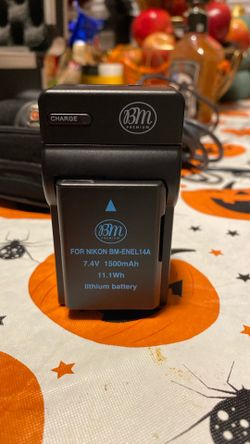 CHARGE
BM
PREMIUM
BM
PREMIUM
FOR NIKON BM-ENEL14A
7.4V 1500mAh
11.1Wh
lithium battery